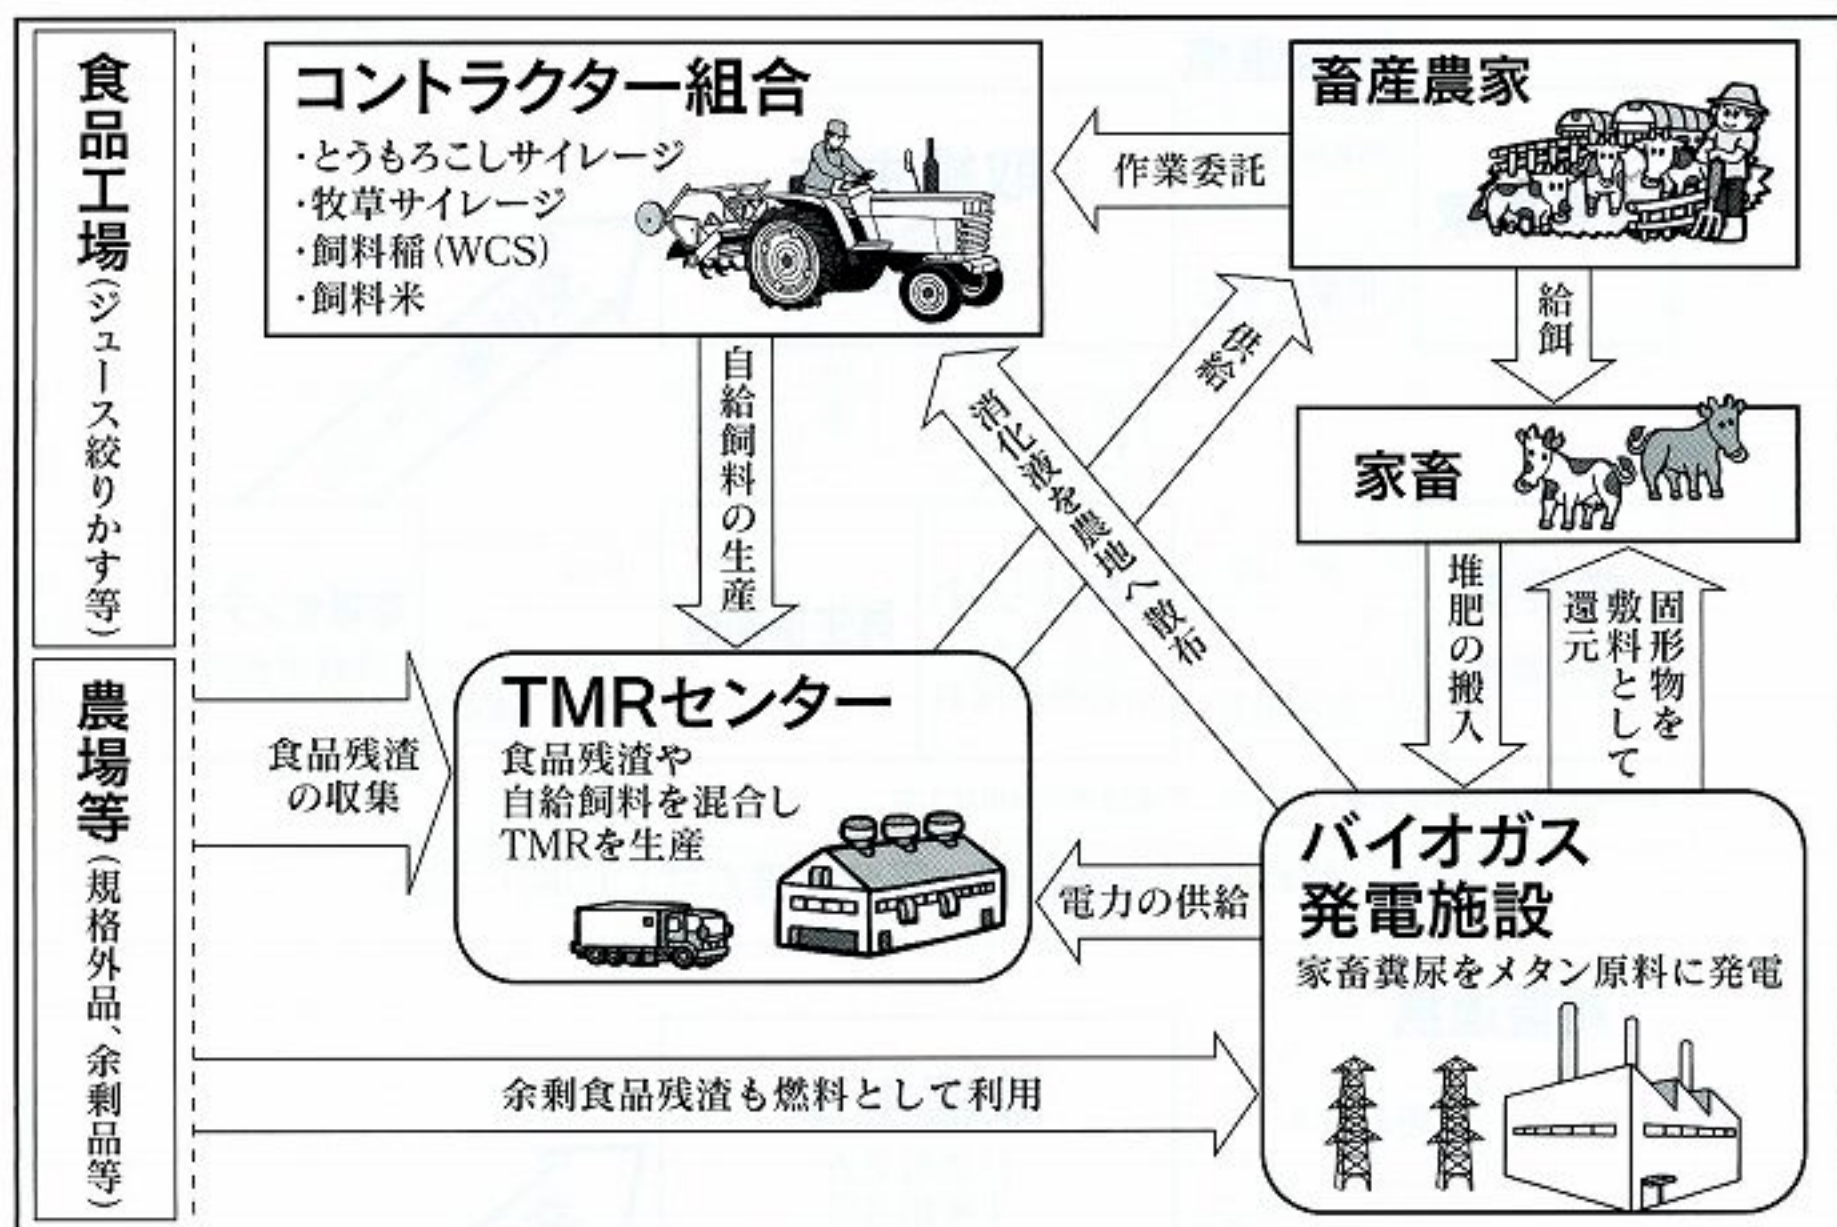 食品工場(ジュース絞りかす等)
農場等(規格外品、余剰品等)
コントラクター組合
・とうもろこしサイレージ
・牧草サイレージ
・飼料稲(WCS)
・飼料米
作業委託
畜産農家
給餌
供給
自給飼料の生産
消化液を農地へ散布
家畜
堆肥の搬入
固形物を
敷料として
還元
食品残渣
の収集
TMRセンター
食品残渣や
自給飼料を混合し
TMRを生産
電力の供給
バイオガス
発電施設
家畜糞尿をメタン原料に発電
余剰食品残渣も燃料として利用